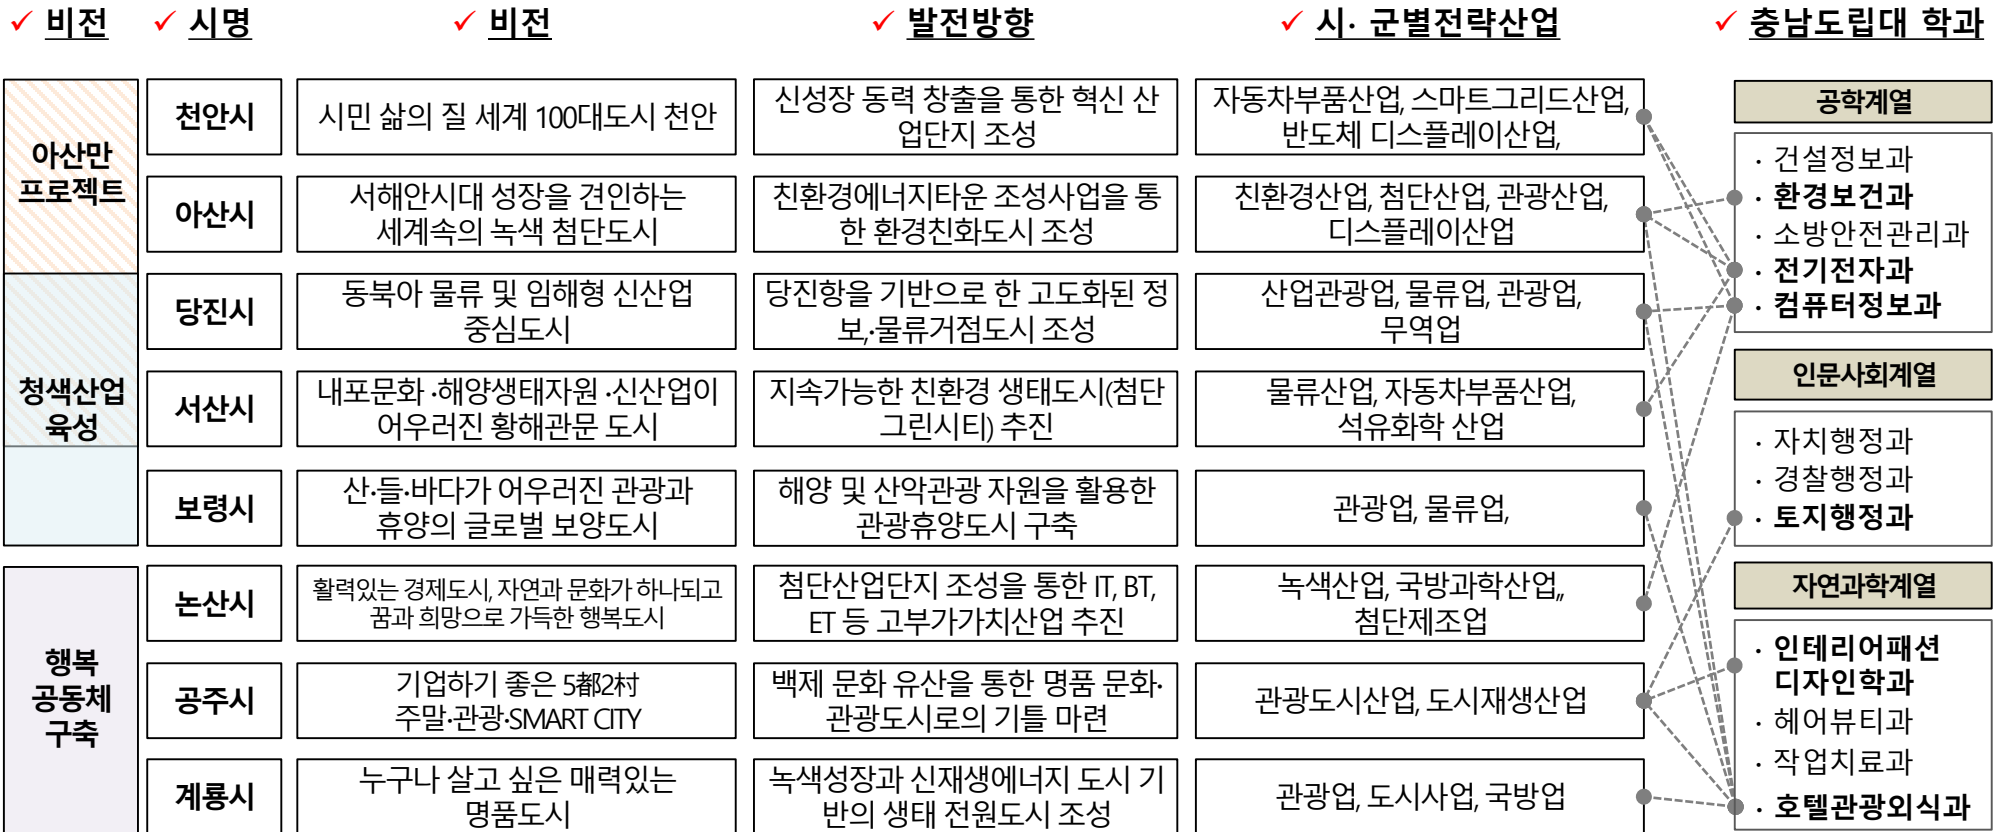 ✓ 비전
✓ 시명
✓ 비전
✓ 발전방향
✓ 시· 군별전략산업
✓ 충남도립대 학과
아산만
프로젝트
청색산업
육성
행복
공동체
구축
천안시
시민 삶의 질 세계 100대도시 천안
신성장 동력 창출을 통한 혁신 산
업단지 조성
자동차부품산업, 스마트그리드산업,
반도체 디스플레이산업,
아산시
서해안시대 성장을 견인하는
세계속의 녹색 첨단도시
친환경에너지타운 조성사업을 통
한 환경친화도시 조성
친환경산업, 첨단산업, 관광산업,
디스플레이산업
당진시
동북아 물류 및 임해형 신산업
중심도시
당진항을 기반으로 한 고도화된 정
보,·물류거점도시 조성
산업관광업, 물류업, 관광업,
무역업
서산시
내포문화 ·해양생태자원 ·신산업이
어우러진 황해관문 도시
지속가능한 친환경 생태도시(첨단
그린시티) 추진
물류산업, 자동차부품산업,
석유화학 산업
보령시
산·들·바다가 어우러진 관광과
휴양의 글로벌 보양도시
해양 및 산악관광 자원을 활용한
관광휴양도시 구축
관광업, 물류업,
논산시
활력있는 경제도시, 자연과 문화가 하나되고
꿈과 희망으로 가득한 행복도시
첨단산업단지 조성을 통한 IT, BT,
ET 등 고부가가치산업 추진
녹색산업, 국방과학산업,,
첨단제조업
공주시
기업하기 좋은 5都2村
주말·관광·SMART CITY
백제 문화 유산을 통한 명품 문화·
관광도시로의 기틀 마련
관광도시산업, 도시재생산업
계룡시
누구나 살고 싶은 매력있는
명품도시
녹색성장과 신재생에너지 도시 기
반의 생태 전원도시 조성
관광업, 도시사업, 국방업
공학계열
· 건설정보과
· 환경보건과
· 소방안전관리과
· 전기전자과
· 컴퓨터정보과
인문사회계열
· 자치행정과
· 경찰행정과
· 토지행정과
자연과학계열
· 인테리어패션
디자인학과
· 헤어뷰티과
· 작업치료과
· 호텔관광외식과